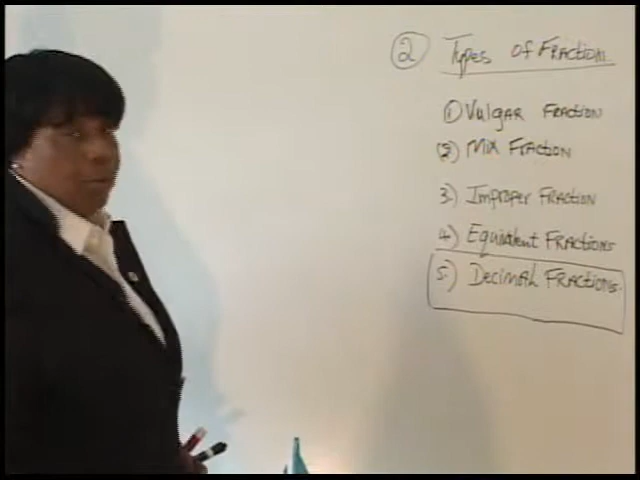 2 Types of FRACTION
1 Vulgar FRACTION
(2) Mix FRACTION
3.) Improper FRACTION
4.) Equivalent FRACTIONS
5.) DECIMAL FRACTIONS.